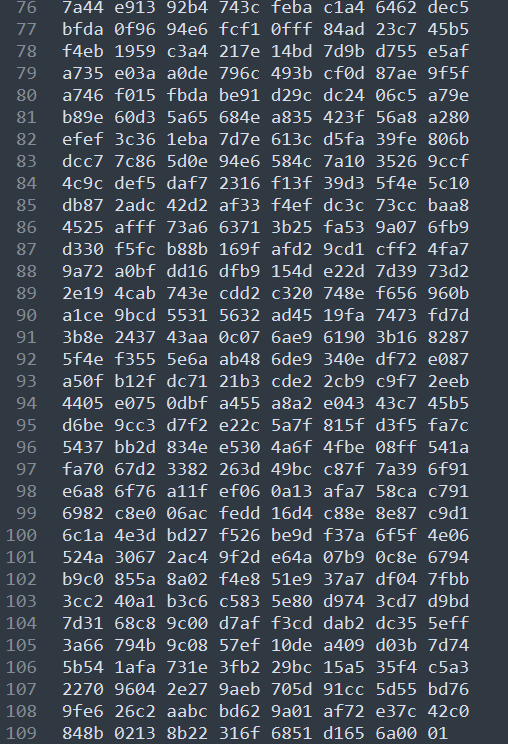 76 7a44 e913 92b4 743c feba c1a4 6462 dec5
77 bfda 0f96 94e6 fcf1 0fff 84ad 23c7 45b5
78 f4eb 1959 c3a4 217e 14bd 7d9b d755 e5af
79 a735 e03a a0de 796c 493b cf0d 87ae 9f5f
80 a746 f015 fbda be91 d29c dc24 06c5 a79e
81 b89e 60d3 5a65 684e a835 423f 56a8 a280
82 efef 3c36 1eba 7d7e 613c d5fa 39fe 806b
83 dcc7 7c86 5d0e 94e6 584c 7a10 3526 9ccf
84 4c9c def5 daf7 2316 f13f 39d3 5f4e 5c10
85 db87 2adc 42d2 af33 f4ef dc3c 73cc baa8
86 4525 afff 73a6 6371 3b25 fa53 9a07 6fb9
87 d330 f5fc b88b 169f afd2 9cd1 cff2 4fa7
88 9a72 a0bf dd16 dfb9 154d e22d 7d39 73d2
89 2e19 4cab 743e cdd2 c320 748e f656 960b
90 a1ce 9bcd 5531 5632 ad45 19fa 7473 fd7d
91 3b8e 2437 43aa 0c07 6ae9 6190 3b16 8287
92 5f4e f355 5e6a ab48 6de9 340e df72 e087
93 a50f b12f dc71 21b3 cde2 2cb9 c9f7 2eeb
94 4405 e075 0dbf a455 a8a2 e043 43c7 45b5
95 d6be 9cc3 d7f2 e22c 5a7f 815f d3f5 fa7c
96 5437 bb2d 834e e530 4a6f 4fbe 08ff 541a
97 fa70 67d2 3382 263d 49bc c87f 7a39 6f91
98 e6a8 6f76 a11f ef06 0a13 afa7 58ca c791
99 6982 c8e0 06ac fedd 16d4 c88e 8e87 c9d1
100 6c1a 4e3d bd27 f526 be9d f37a 6f5f 4e06
101 524a 3067 2ac4 9f2d e64a 07b9 0c8e 6794
102 b9c0 855a 8a02 f4e8 51e9 37a7 df04 7fbb
103 3cc2 40a1 b3c6 c583 5e80 d974 3cd7 d9bd
104 7d31 68c8 9c00 d7af f3cd dab2 dc35 5eff
105 3a66 794b 9c08 57ef 10de a409 d03b 7d74
106 5b54 1afa 731e 3fb2 29bc 15a5 35f4 c5a3
107 2270 9604 2e27 9aeb 705d 91cc 5d55 bd76
108 9fe6 26c2 aabc bd62 9a01 af72 e37c 42c0
109 848b 0213 8b22 316f 6851 d165 6a00 01